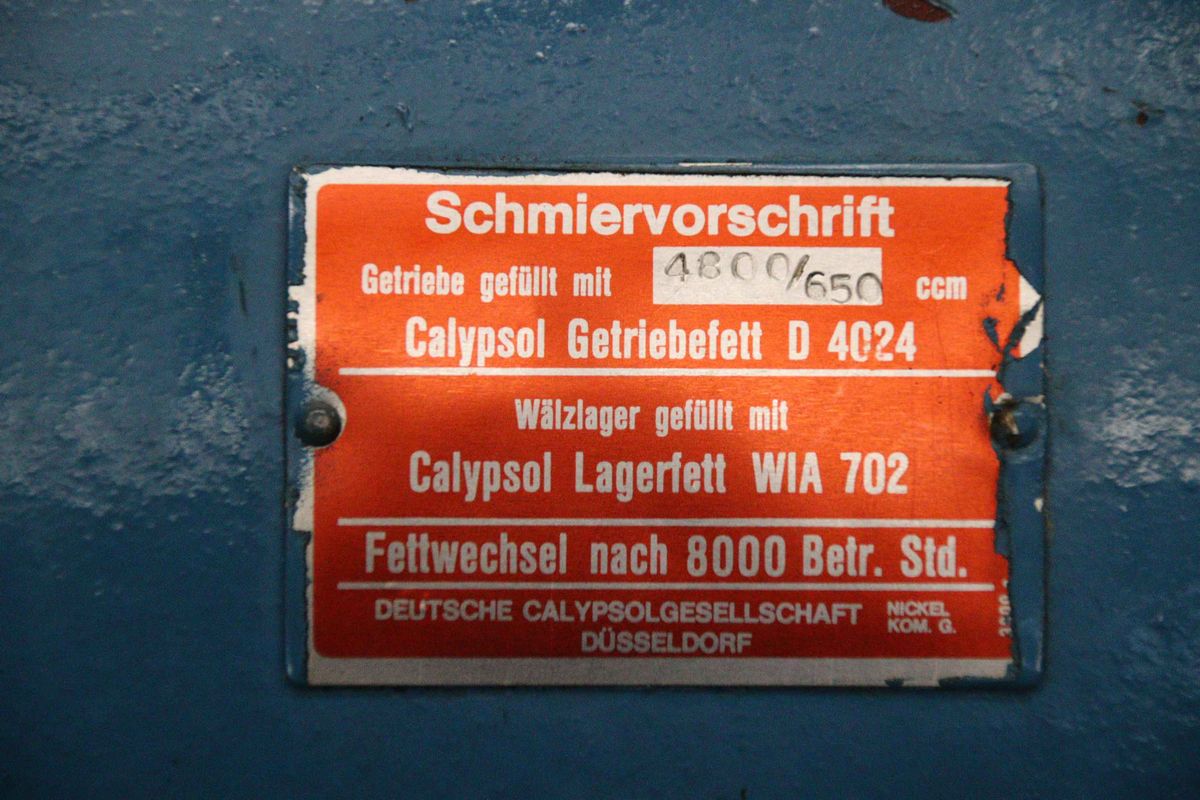 Schmiervorschrift
Getriebe gefüllt mit 4800/650 ccm
Calypsol Getriebefett D 4024
Wälzlager gefüllt mit
Calypsol Lagerfett WIA 702
Fettwechsel nach 8000 Betr. Std.
DEUTSCHE CALYPSOLGESELLSCHAFT NICKEL
KOM. G.
DÜSSELDORF